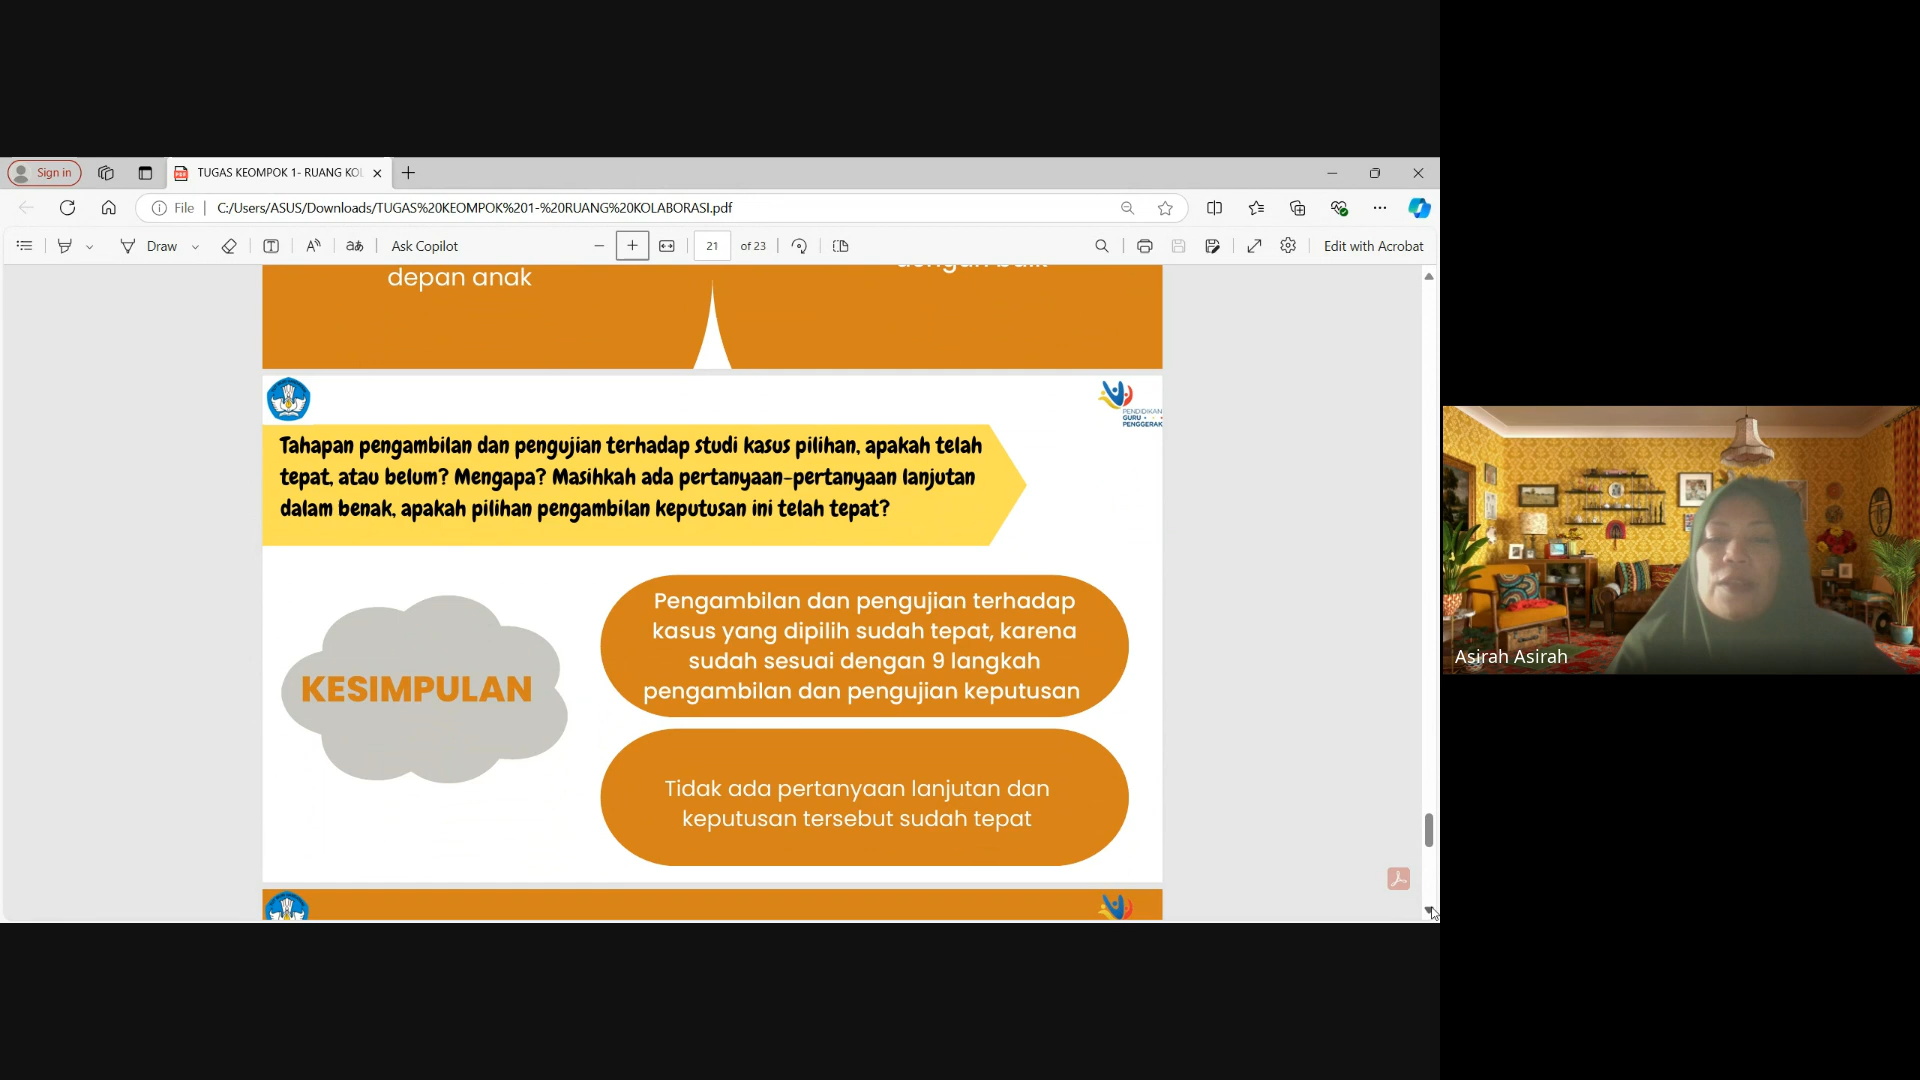 Sign in
TUGAS KEOMPOK 1- RUANG KOL
File
C:/Users/ASUS/Downloads/TUGAS%20KEOMPOK%201-%20RUANG%20KOLABORASI.pdf
Draw
Ask Copilot
21 of 23
Edit with Acrobat
depan anak
PENDIDIKAN
GURU
PENGGERAK
Tahapan pengambilan dan pengujian terhadap studi kasus pilihan, apakah telah
tepat, atau belum? Mengapa? Masihkah ada pertanyaan-pertanyaan lanjutan
dalam benak, apakah pilihan pengambilan keputusan ini telah tepat?
KESIMPULAN
Pengambilan dan pengujian terhadap
kasus yang dipilih sudah tepat, karena
sudah sesuai dengan 9 langkah
pengambilan dan pengujian keputusan
Tidak ada pertanyaan lanjutan dan
keputusan tersebut sudah tepat
Asirah Asirah